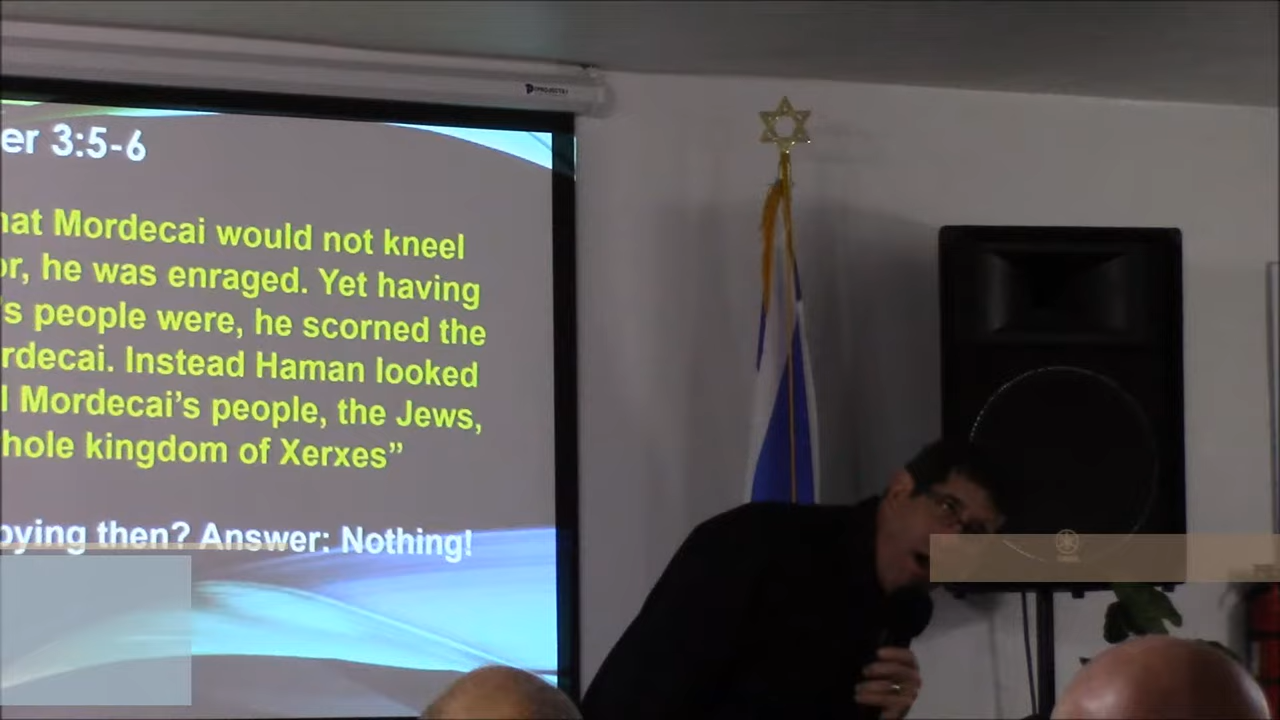 er 3:5-6
hat Mordecai would not kneel
or, he was enraged. Yet having
's people were, he scorned the
rdecai. Instead Haman looked
l Mordecai's people, the Jews,
hole kingdom of Xerxes”
oying then? Answer: Nothing!